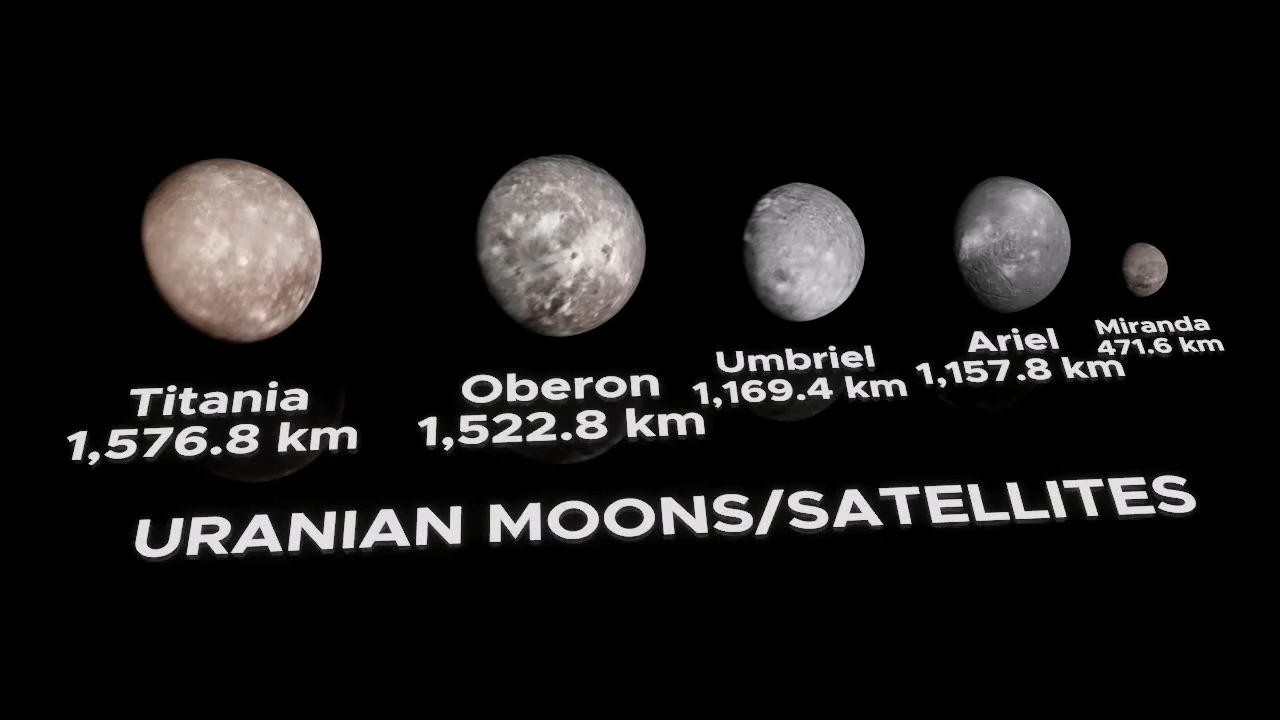 Titania
1,576.8 km
Oberon
1,522.8 km
Umbriel
1,169.4 km
Ariel
1,157.8 km
Miranda
471.6 km
URANIAN MOONS/SATELLITES